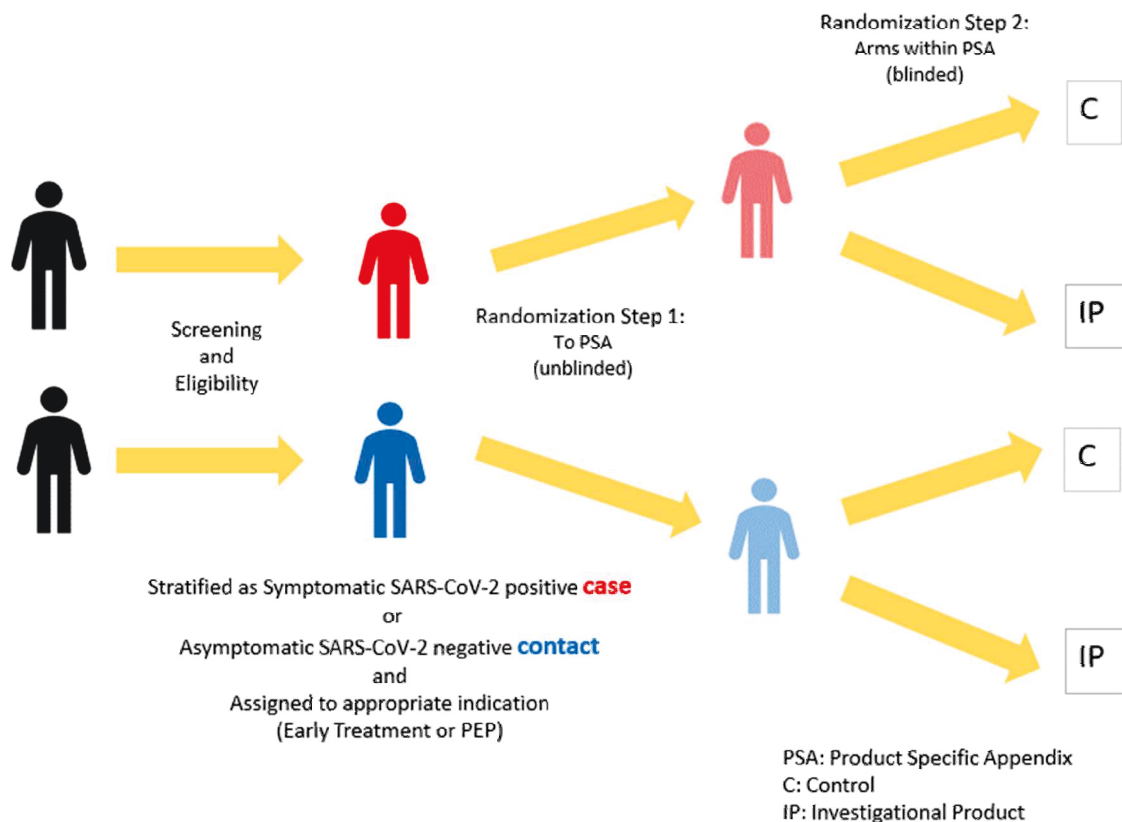 Randomization Step 2:
Arms within PSA
(blinded)
C
Screening
and
Eligibility
Randomization Step 1:
To PSA
(unblinded)
IP
C
Stratified as Symptomatic SARS-CoV-2 positive case
or
Asymptomatic SARS-CoV-2 negative contact
and
Assigned to appropriate indication
(Early Treatment or PEP)
IP
PSA: Product Specific Appendix
C: Control
IP: Investigational Product